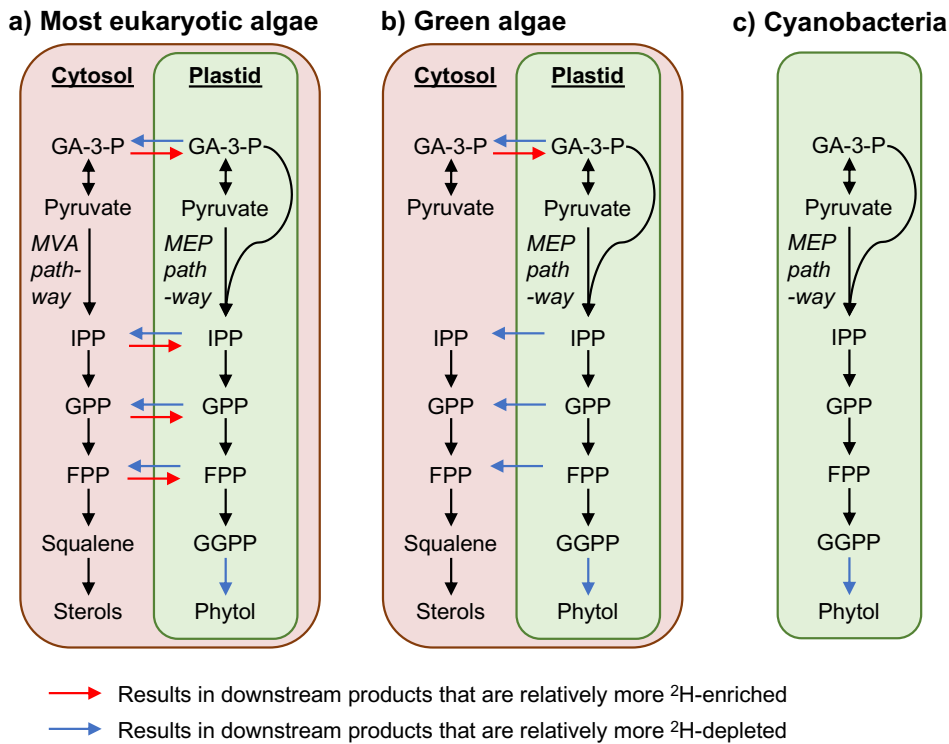 a) Most eukaryotic algae
Cytosol
Plastid
GA-3-P
GA-3-P
Pyruvate
Pyruvate
MVA
path-
way
MEP
path
-way
IPP
IPP
GPP
GPP
FPP
FPP
Squalene
GGPP
Sterols
Phytol
b) Green algae
Cytosol
Plastid
GA-3-P
GA-3-P
Pyruvate
Pyruvate
MEP
path
-way
IPP
IPP
GPP
GPP
FPP
FPP
Squalene
GGPP
Sterols
Phytol
c) Cyanobacteria
GA-3-P
Pyruvate
MEP
path
-way
IPP
GPP
FPP
GGPP
Phytol
Results in downstream products that are relatively more ²H-enriched
Results in downstream products that are relatively more ²H-depleted